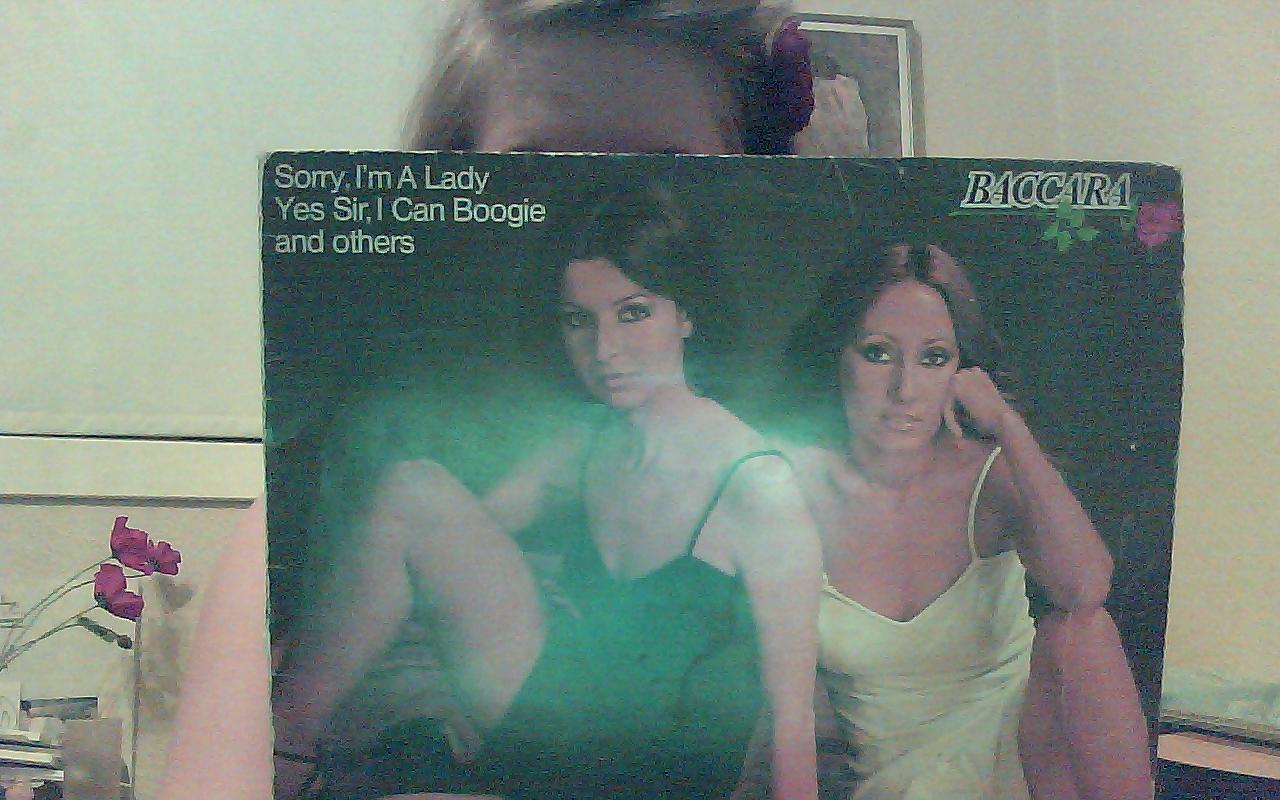 Sorry, I'm A Lady
Yes Sir, I Can Boogie
and others
BACCARA